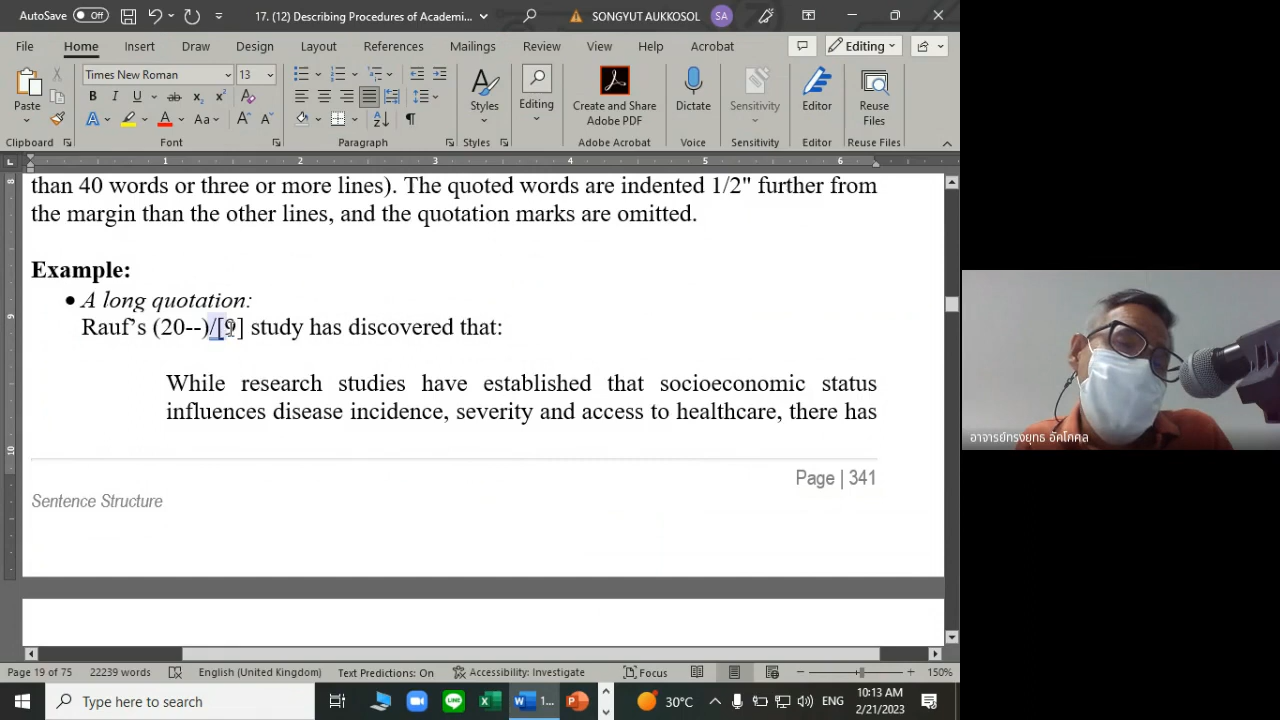 AutoSave Off 17. (12) Describing Procedures of Academi... SONGYUT AUKKOSOL SA
File Home Insert Draw Design Layout References Mailings Review View Help Acrobat Editing
Times New Roman 13
Paste Styles Editing Create and Share Adobe PDF Dictate Sensitivity Editor Reuse Files
Clipboard Font Paragraph Styles Adobe Acrobat Voice Sensitivity Editor Reuse Files
1 2 3 4 5 6
than 40 words or three or more lines). The quoted words are indented 1/2" further from
the margin than the other lines, and the quotation marks are omitted.
Example:
• A long quotation:
Rauf's (20--)/[9] study has discovered that:
While research studies have established that socioeconomic status
influences disease incidence, severity and access to healthcare, there has
Page | 341
Sentence Structure
อาจารย์ทรงยุทธ อัคโกศล
Page 19 of 75 22239 words English (United Kingdom) Text Predictions: On Accessibility: Investigate Focus 150%
Type here to search 1... 30°C ENG 10:13 AM
2/21/2023